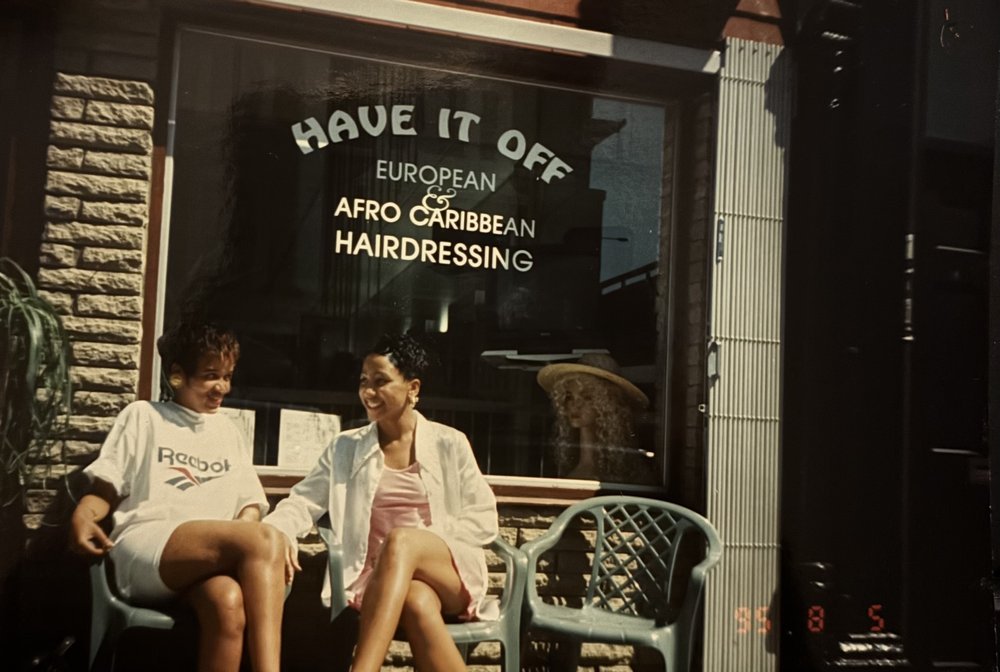 HAVE IT OFF
EUROPEAN
&
AFRO CARIBBEAN
HAIRDRESSING
Reebok
95 8 5